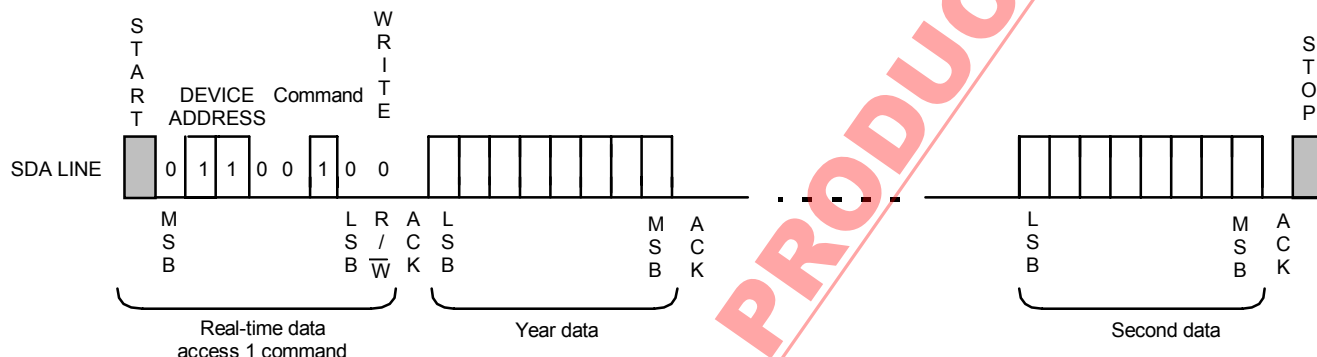 START
WRITE
STOP
DEVICE ADDRESS
Command
SDA LINE
0 1 1 0 0 1 0 0
MSB
LSB
R/W
ACK
LSB
MSB
ACK
LSB
MSB
ACK
Real-time data
access 1 command
Year data
Second data
PRODUC